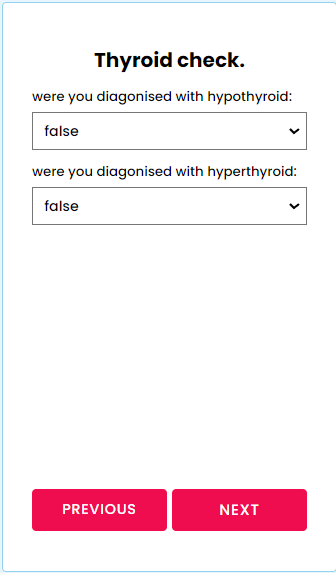 Thyroid check.
were you diagonised with hypothyroid:
false
were you diagonised with hyperthyroid:
false
PREVIOUS NEXT